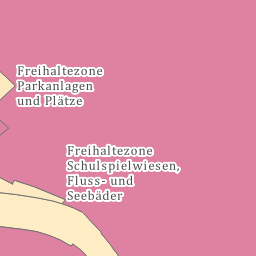 Freihaltezone
Parkanlagen
und Plätze
Freihaltezone
Schulspielwiesen,
Fluss- und
Seebäder